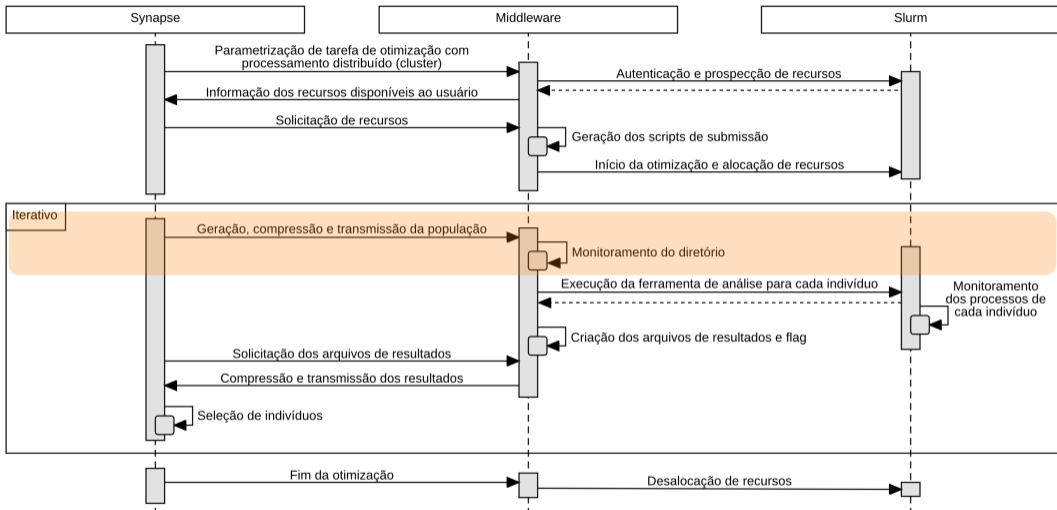 Synapse
Middleware
Slurm
Parametrização de tarefa de otimização com
processamento distribuído (cluster)
Autenticação e prospecção de recursos
Informação dos recursos disponíveis ao usuário
Solicitação de recursos
Geração dos scripts de submissão
Início da otimização e alocação de recursos
Iterativo
Geração, compressão e transmissão da população
Monitoramento do diretório
Execução da ferramenta de análise para cada indivíduo
Monitoramento
dos processos de
cada indivíduo
Criação dos arquivos de resultados e flag
Solicitação dos arquivos de resultados
Compressão e transmissão dos resultados
Seleção de indivíduos
Fim da otimização
Desalocação de recursos